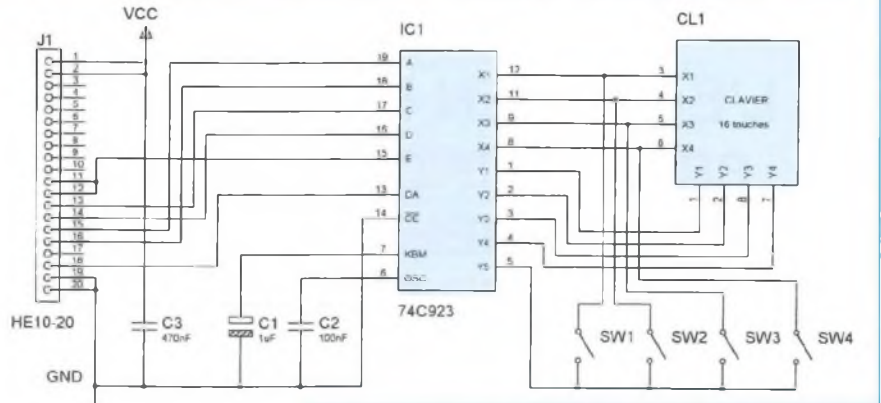 VCC
J1
1
2
3
4
5
6
7
8
9
10
11
12
13
14
15
16
17
18
19
20
HE10-20
GND
C3
470nF
C1
1uF
C2
100nF
IC1
19
18
17
16
15
13
14
7
6
A
B
C
D
E
DA
OE
KBM
OSC
X1
X2
X3
X4
Y1
Y2
Y3
Y4
Y5
12
11
9
8
1
2
3
4
5
74C923
CL1
3
4
5
6
X1
X2
X3
X4
CLAVIER
16 touches
Y1
Y2
Y3
Y4
1
2
8
7
SW1
SW2
SW3
SW4